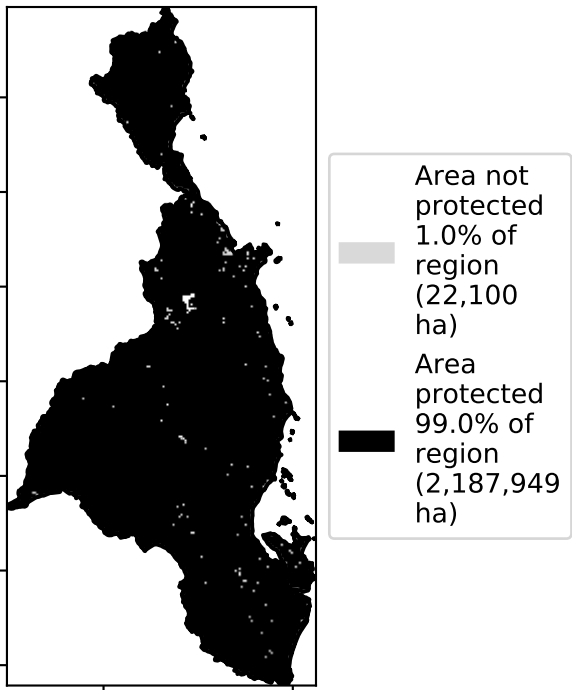 Area not
protected
1.0% of
region
(22,100
ha)
Area
protected
99.0% of
region
(2,187,949
ha)